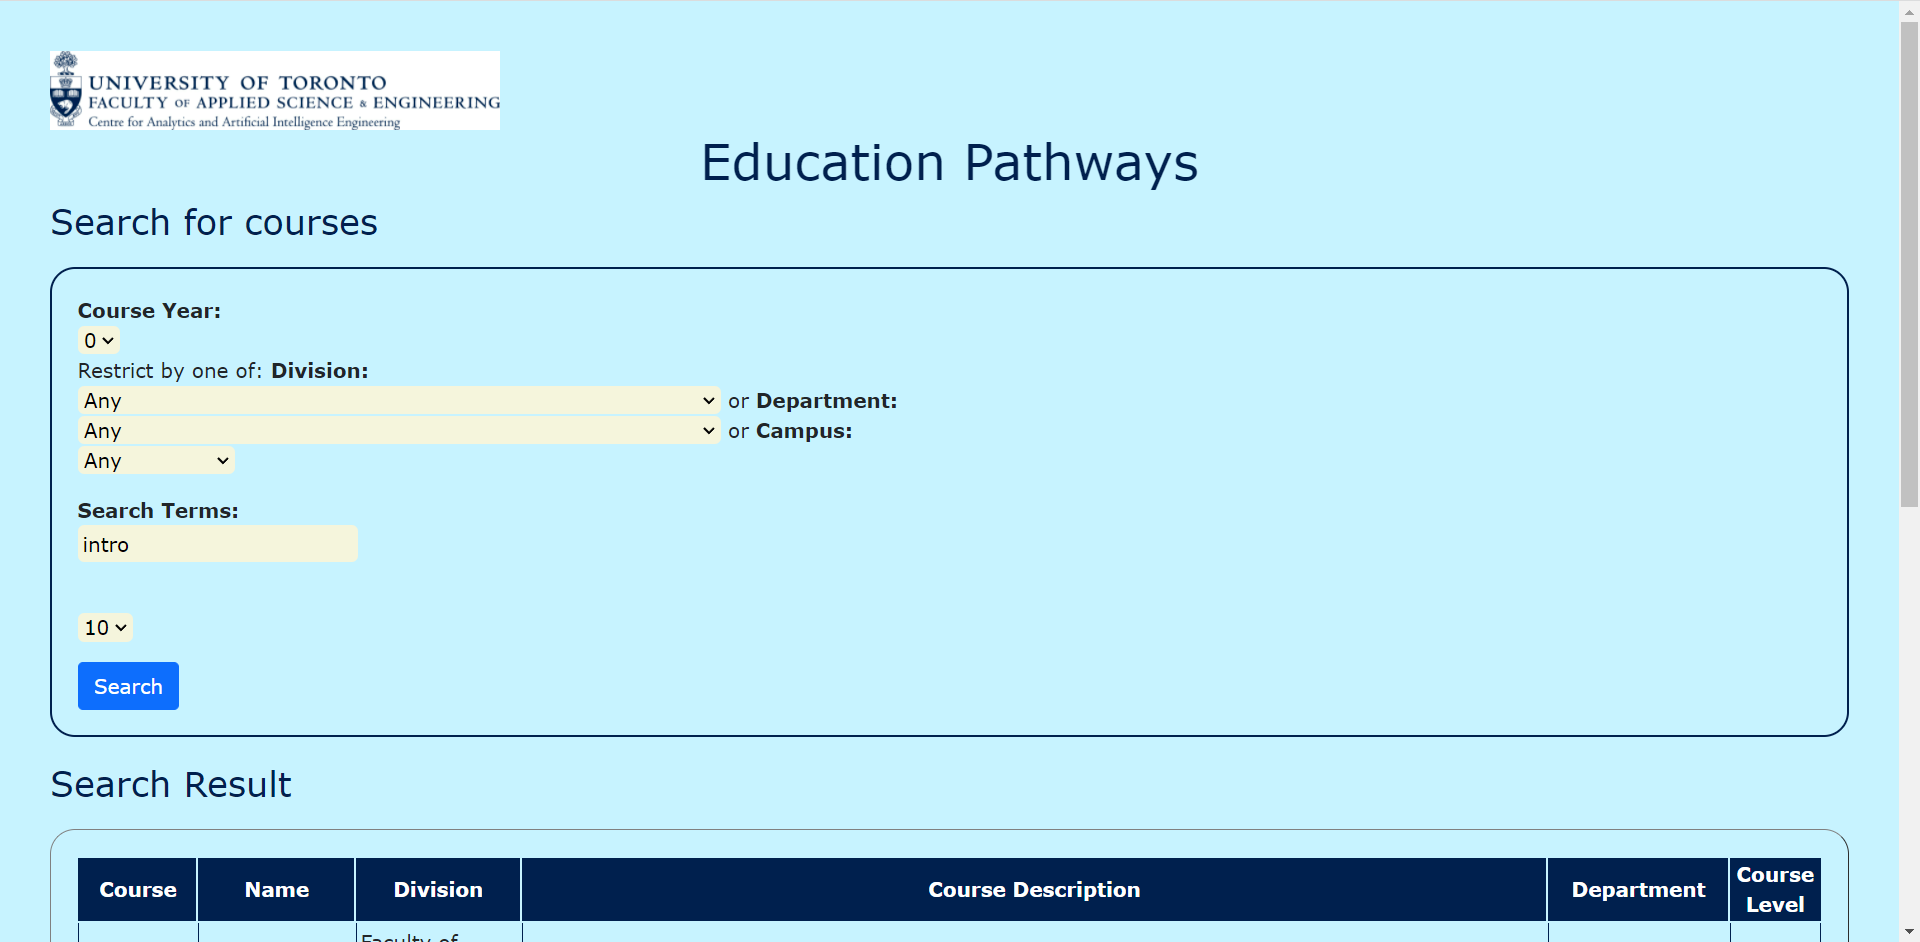 UNIVERSITY OF TORONTO
FACULTY OF APPLIED SCIENCE & ENGINEERING
Centre for Analytics and Artificial Intelligence Engineering
Education Pathways
Search for courses
Course Year:
0
Restrict by one of: Division:
Any or Department:
Any or Campus:
Any
Search Terms:
intro
10
Search
Search Result
Course Name Division Course Description Department Course Level
Faculty of